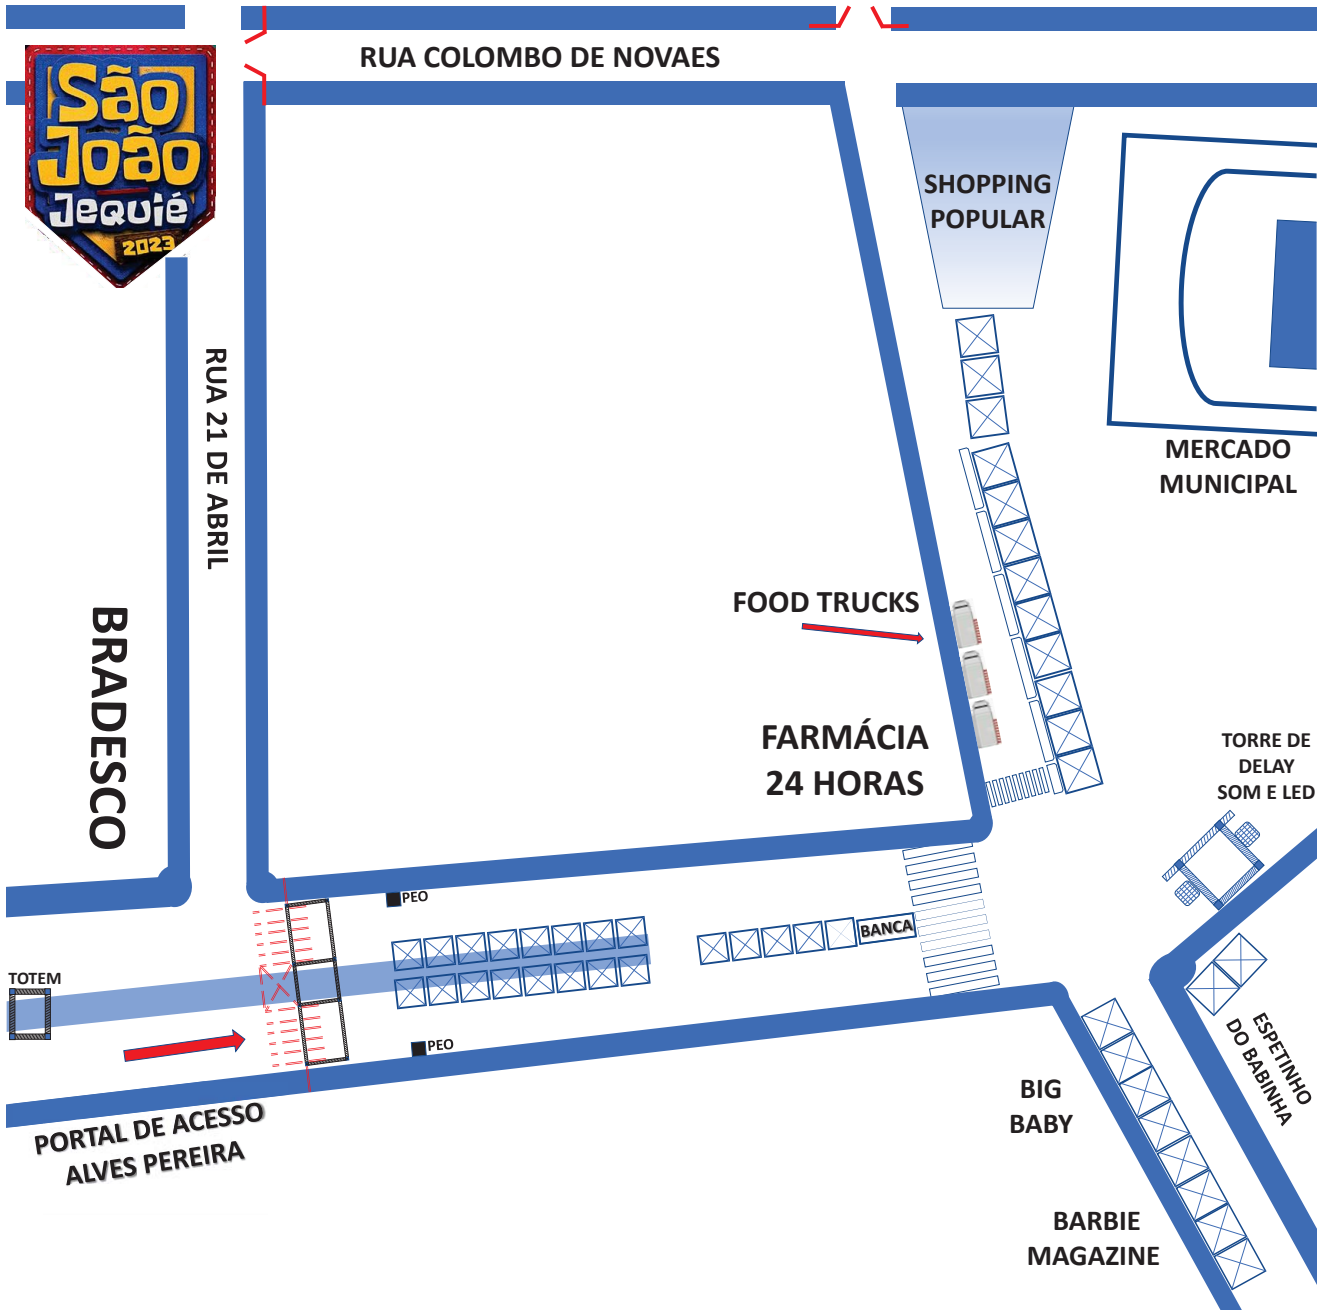 RUA COLOMBO DE NOVAES
São
João
Jequié
2023
SHOPPING
POPULAR
RUA 21 DE ABRIL
MERCADO
MUNICIPAL
BRADESCO
FOOD TRUCKS
FARMÁCIA
24 HORAS
TORRE DE
DELAY
SOM E LED
PEO
BANCA
TOTEM
PEO
ESPETINHO
DO BABINHA
PORTAL DE ACESSO
ALVES PEREIRA
BIG
BABY
BARBIE
MAGAZINE